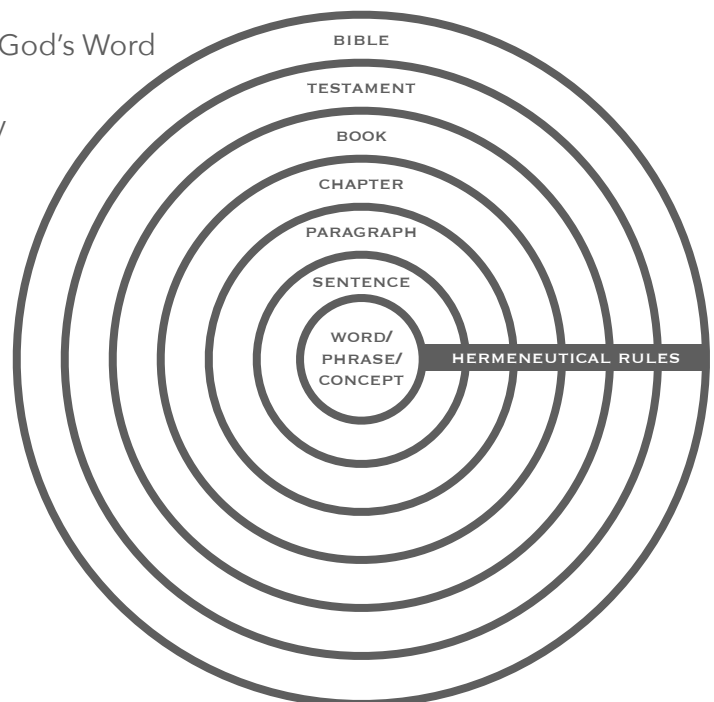 God's Word
BIBLE
TESTAMENT
BOOK
CHAPTER
PARAGRAPH
SENTENCE
WORD/
PHRASE/
CONCEPT
HERMENEUTICAL RULES